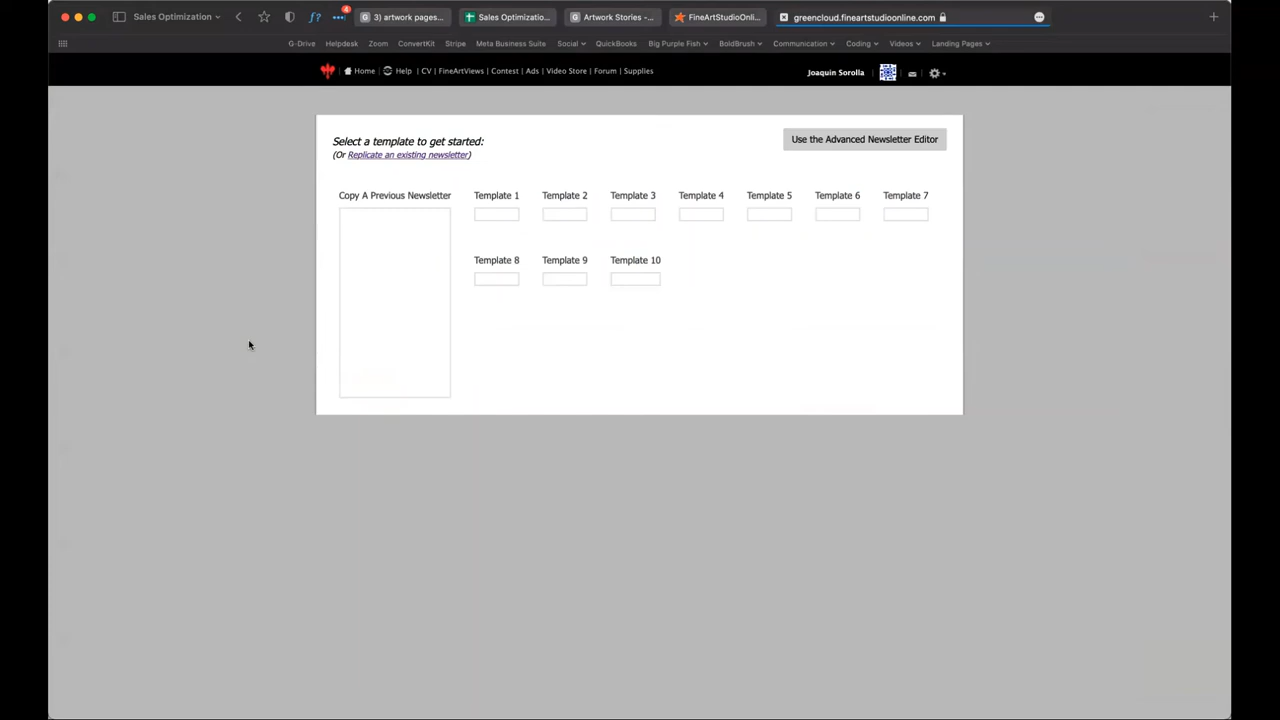 Sales Optimization
4
3) artwork pages...
Sales Optimizatio...
Artwork Stories -...
FineArtStudioOnli...
greencloud.fineartstudioonline.com
G-Drive Helpdesk Zoom ConvertKit Stripe Meta Business Suite Social QuickBooks Big Purple Fish BoldBrush Communication Coding Videos Landing Pages
Home Help | CV | FineArtViews | Contest | Ads | Video Store | Forum | Supplies
Joaquin Sorolla
Select a template to get started:
(Or Replicate an existing newsletter)
Use the Advanced Newsletter Editor
Copy A Previous Newsletter Template 1 Template 2 Template 3 Template 4 Template 5 Template 6 Template 7
Template 8 Template 9 Template 10